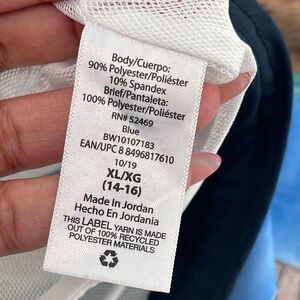 Body/Cuerpo:
90% Polyester/Poliéster
10% Spandex
Brief/Pantaleta:
100% Polyester/Poliéster
RN# 52469
Blue
BW10107183
EAN/UPC 8 8496817610
10/19
XL/XG
(14-16)
Made In Jordan
Hecho En Jordania
THIS LABEL YARN IS MADE
OUT OF 100% RECYCLED
POLYESTER MATERIALS